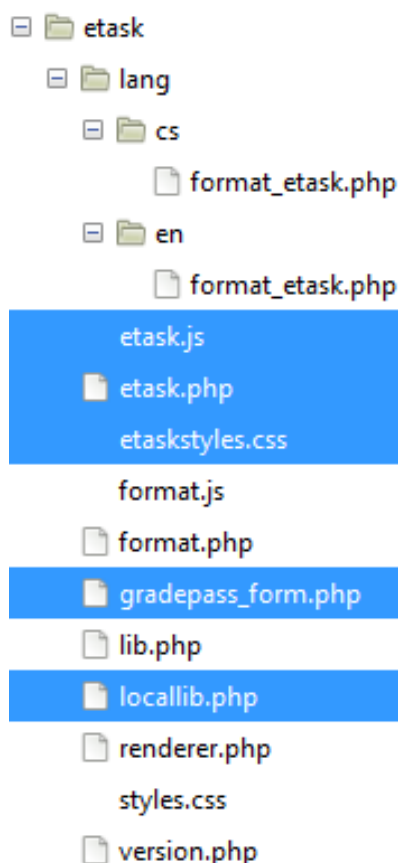 etask
lang
cs
format_etask.php
en
format_etask.php
etask.js
etask.php
etaskstyles.css
format.js
format.php
gradepass_form.php
lib.php
locallib.php
renderer.php
styles.css
version.php